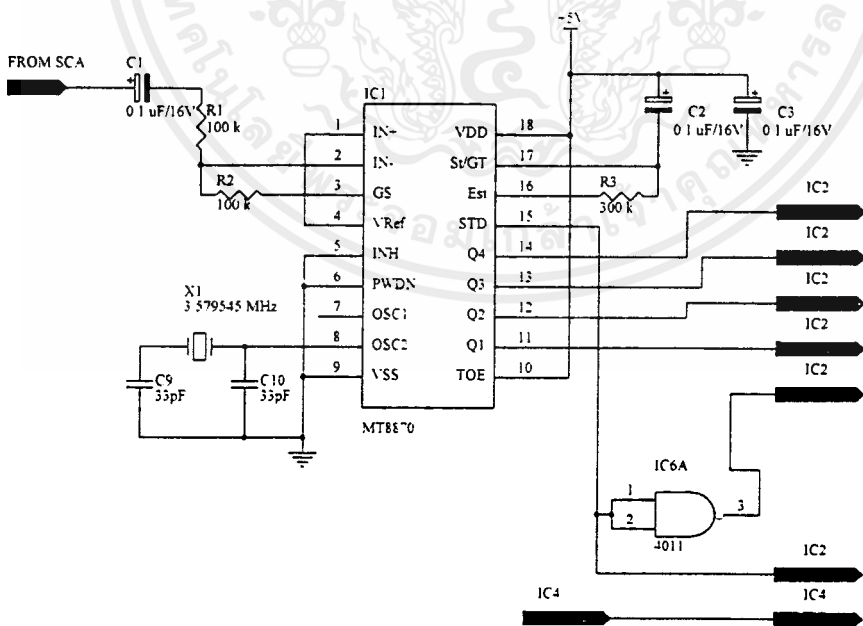 +5V
FROM SCA
C1
0 1 uF/16V
R1
100 k
R2
100 k
IC1
1 IN+ VDD 18
2 IN- St/GT 17
3 GS Est 16
4 VRef STD 15
5 INH Q4 14
6 PWDN Q3 13
7 OSC1 Q2 12
8 OSC2 Q1 11
9 VSS TOE 10
MT8870
C2
0 1 uF/16V
C3
0 1 uF/16V
R3
300 k
X1
3 579545 MHz
C9
33pF
C10
33pF
IC2
IC2
IC2
IC2
IC2
IC6A
1
2
3
4011
IC2
IC4
IC4